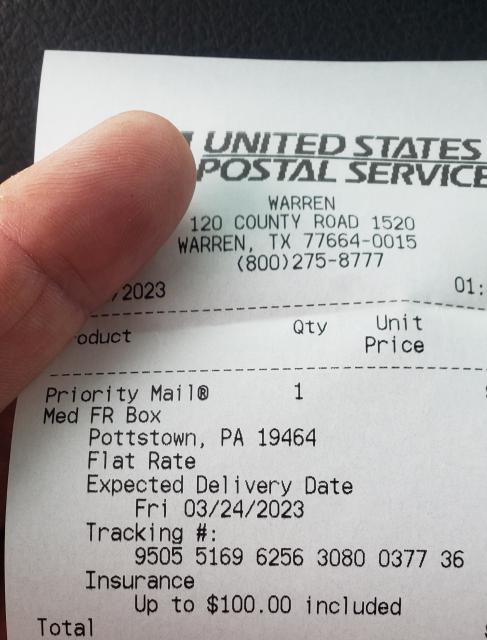 UNITED STATES
POSTAL SERVICE
WARREN
120 COUNTY ROAD 1520
WARREN, TX 77664-0015
(800)275-8777
/2023 01:
Qty Unit
Price
Priority Mail® 1
Med FR Box
Pottstown, PA 19464
Flat Rate
Expected Delivery Date
Fri 03/24/2023
Tracking #:
9505 5169 6256 3080 0377 36
Insurance
Up to $100.00 included
Total